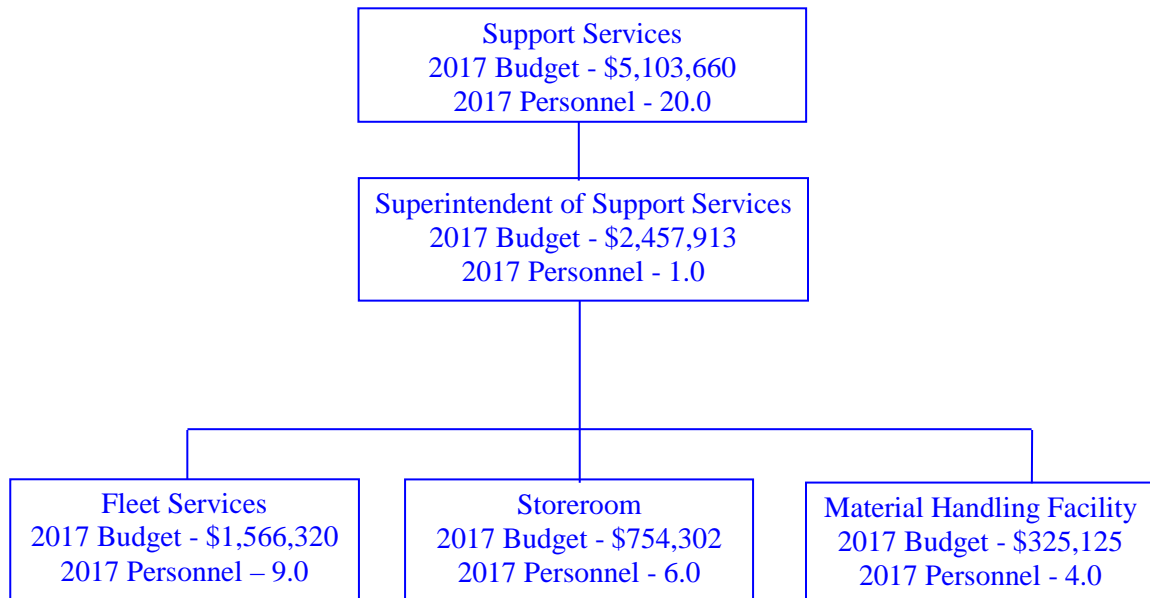 Support Services
2017 Budget - $5,103,660
2017 Personnel - 20.0
Superintendent of Support Services
2017 Budget - $2,457,913
2017 Personnel - 1.0
Fleet Services
2017 Budget - $1,566,320
2017 Personnel – 9.0
Storeroom
2017 Budget - $754,302
2017 Personnel - 6.0
Material Handling Facility
2017 Budget - $325,125
2017 Personnel - 4.0